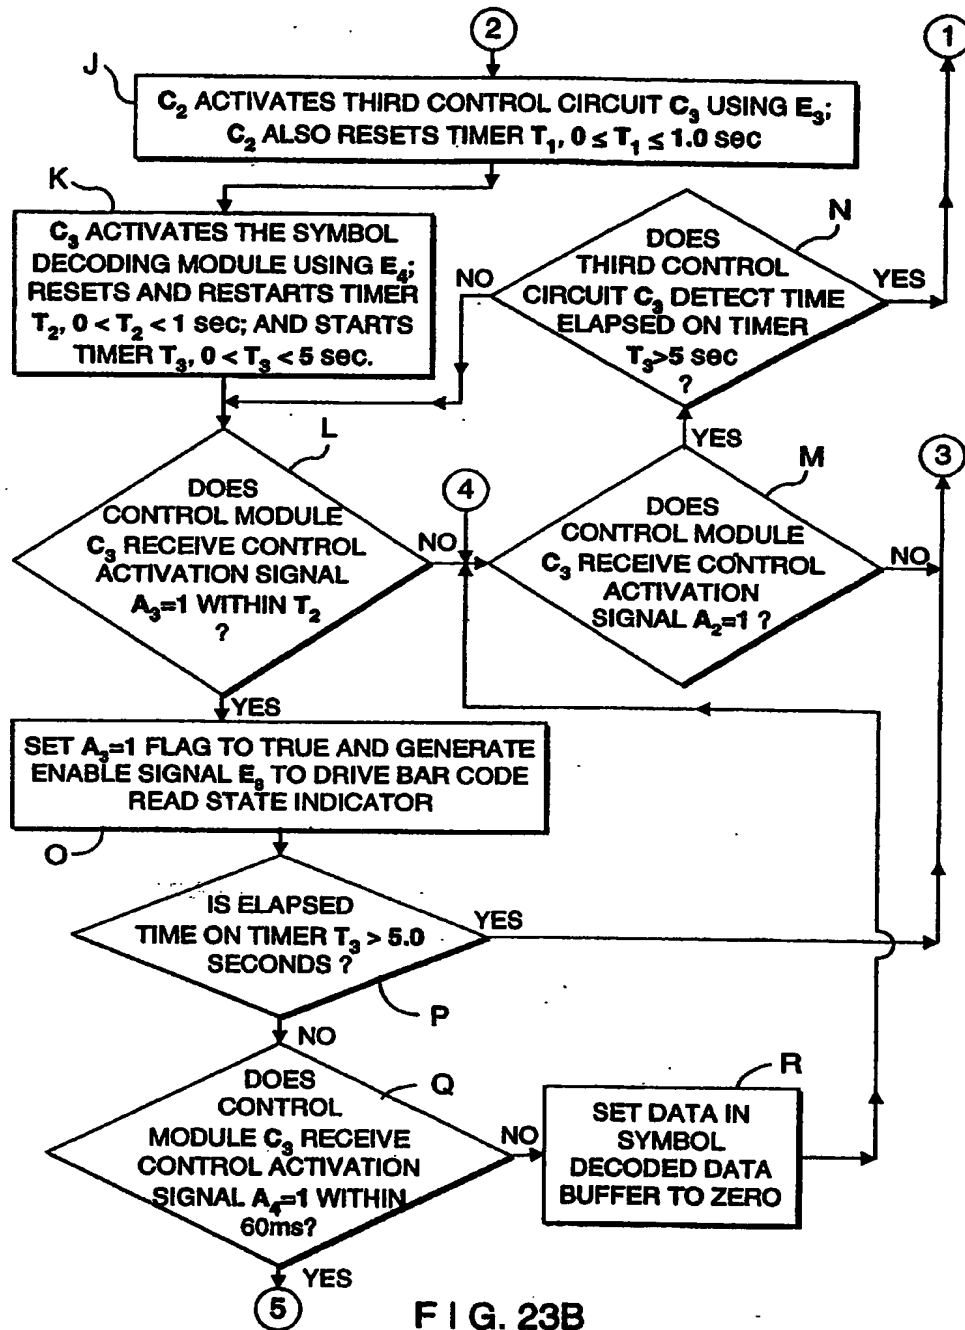 2
1
J
C2 ACTIVATES THIRD CONTROL CIRCUIT C3 USING E3;
C2 ALSO RESETS TIMER T1, 0 ≤ T1 ≤ 1.0 sec
K
C3 ACTIVATES THE SYMBOL
DECODING MODULE USING E4;
RESETS AND RESTARTS TIMER
T2, 0 < T2 < 1 sec; AND STARTS
TIMER T3, 0 < T3 < 5 sec.
N
DOES
THIRD CONTROL
CIRCUIT C3 DETECT TIME
ELAPSED ON TIMER
T3>5 sec
?
NO
YES
L
DOES
CONTROL MODULE
C3 RECEIVE CONTROL
ACTIVATION SIGNAL
A3=1 WITHIN T2
?
NO
YES
4
YES
M
DOES
CONTROL MODULE
C3 RECEIVE CONTROL
ACTIVATION
SIGNAL A2=1 ?
NO
3
SET A3=1 FLAG TO TRUE AND GENERATE
ENABLE SIGNAL E8 TO DRIVE BAR CODE
READ STATE INDICATOR
O
IS ELAPSED
TIME ON TIMER T3 > 5.0
SECONDS ?
YES
P
NO
DOES
CONTROL
MODULE C3 RECEIVE
CONTROL ACTIVATION
SIGNAL A4=1 WITHIN
60ms?
Q
NO
R
SET DATA IN
SYMBOL
DECODED DATA
BUFFER TO ZERO
YES
5
FIG. 23B